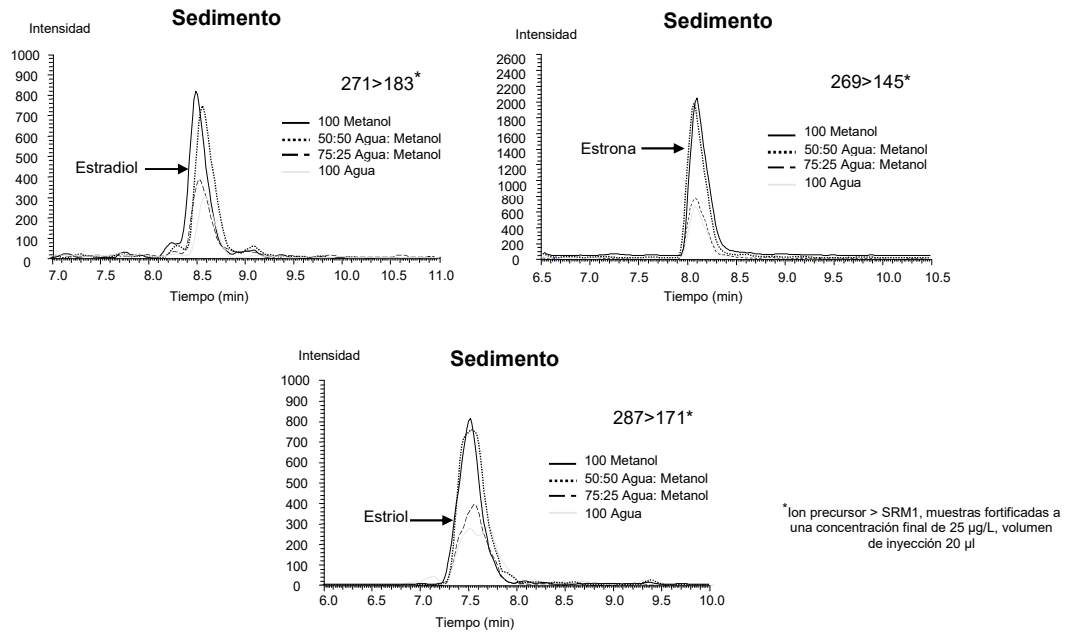 Sedimento
Intensidad
1000
900
800
700
600
500
400
300
200
100
0
271>183*
100 Metanol
50:50 Agua: Metanol
75:25 Agua: Metanol
100 Agua
Estradiol
7.0 7.5 8.0 8.5 9.0 9.5 10.0 10.5 11.0
Tiempo (min)
Sedimento
Intensidad
2600
2400
2200
2000
1800
1600
1400
1200
1000
800
600
400
200
0
269>145*
100 Metanol
50:50 Agua: Metanol
75:25 Agua: Metanol
100 Agua
Estrona
6.5 7.0 7.5 8.0 8.5 9.0 9.5 10.0 10.5
Tiempo (min)
Sedimento
Intensidad
1000
900
800
700
600
500
400
300
200
100
0
287>171*
100 Metanol
50:50 Agua: Metanol
75:25 Agua: Metanol
100 Agua
Estriol
6.0 6.5 7.0 7.5 8.0 8.5 9.0 9.5 10.0
Tiempo (min)
*Ion precursor > SRM1, muestras fortificadas a
una concentración final de 25 µg/L, volumen
de inyección 20 µl